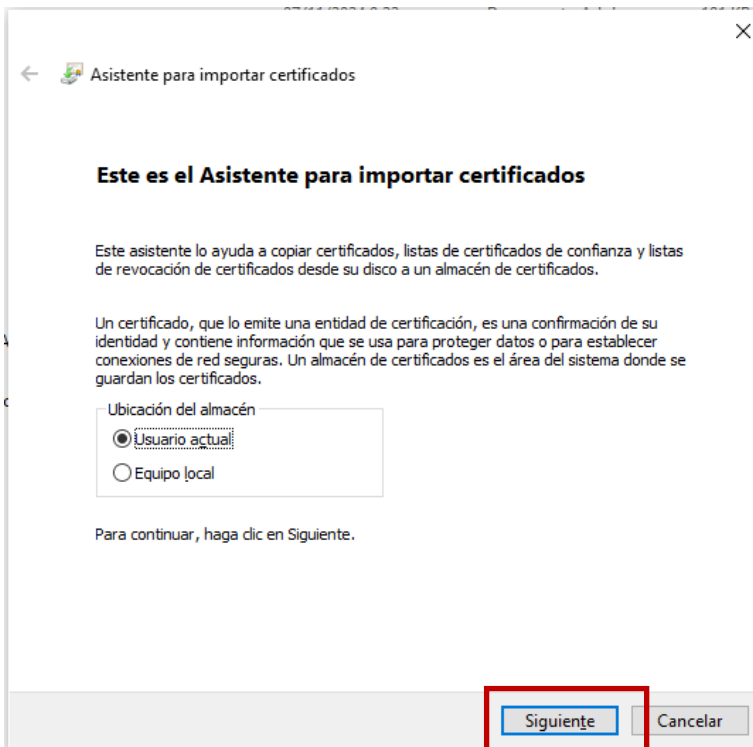 Asistente para importar certificados
Este es el Asistente para importar certificados
Este asistente lo ayuda a copiar certificados, listas de certificados de confianza y listas
de revocación de certificados desde su disco a un almacén de certificados.
Un certificado, que lo emite una entidad de certificación, es una confirmación de su
identidad y contiene información que se usa para proteger datos o para establecer
conexiones de red seguras. Un almacén de certificados es el área del sistema donde se
guardan los certificados.
Ubicación del almacén
Usuario actual
Equipo local
Para continuar, haga clic en Siguiente.
Siguiente
Cancelar